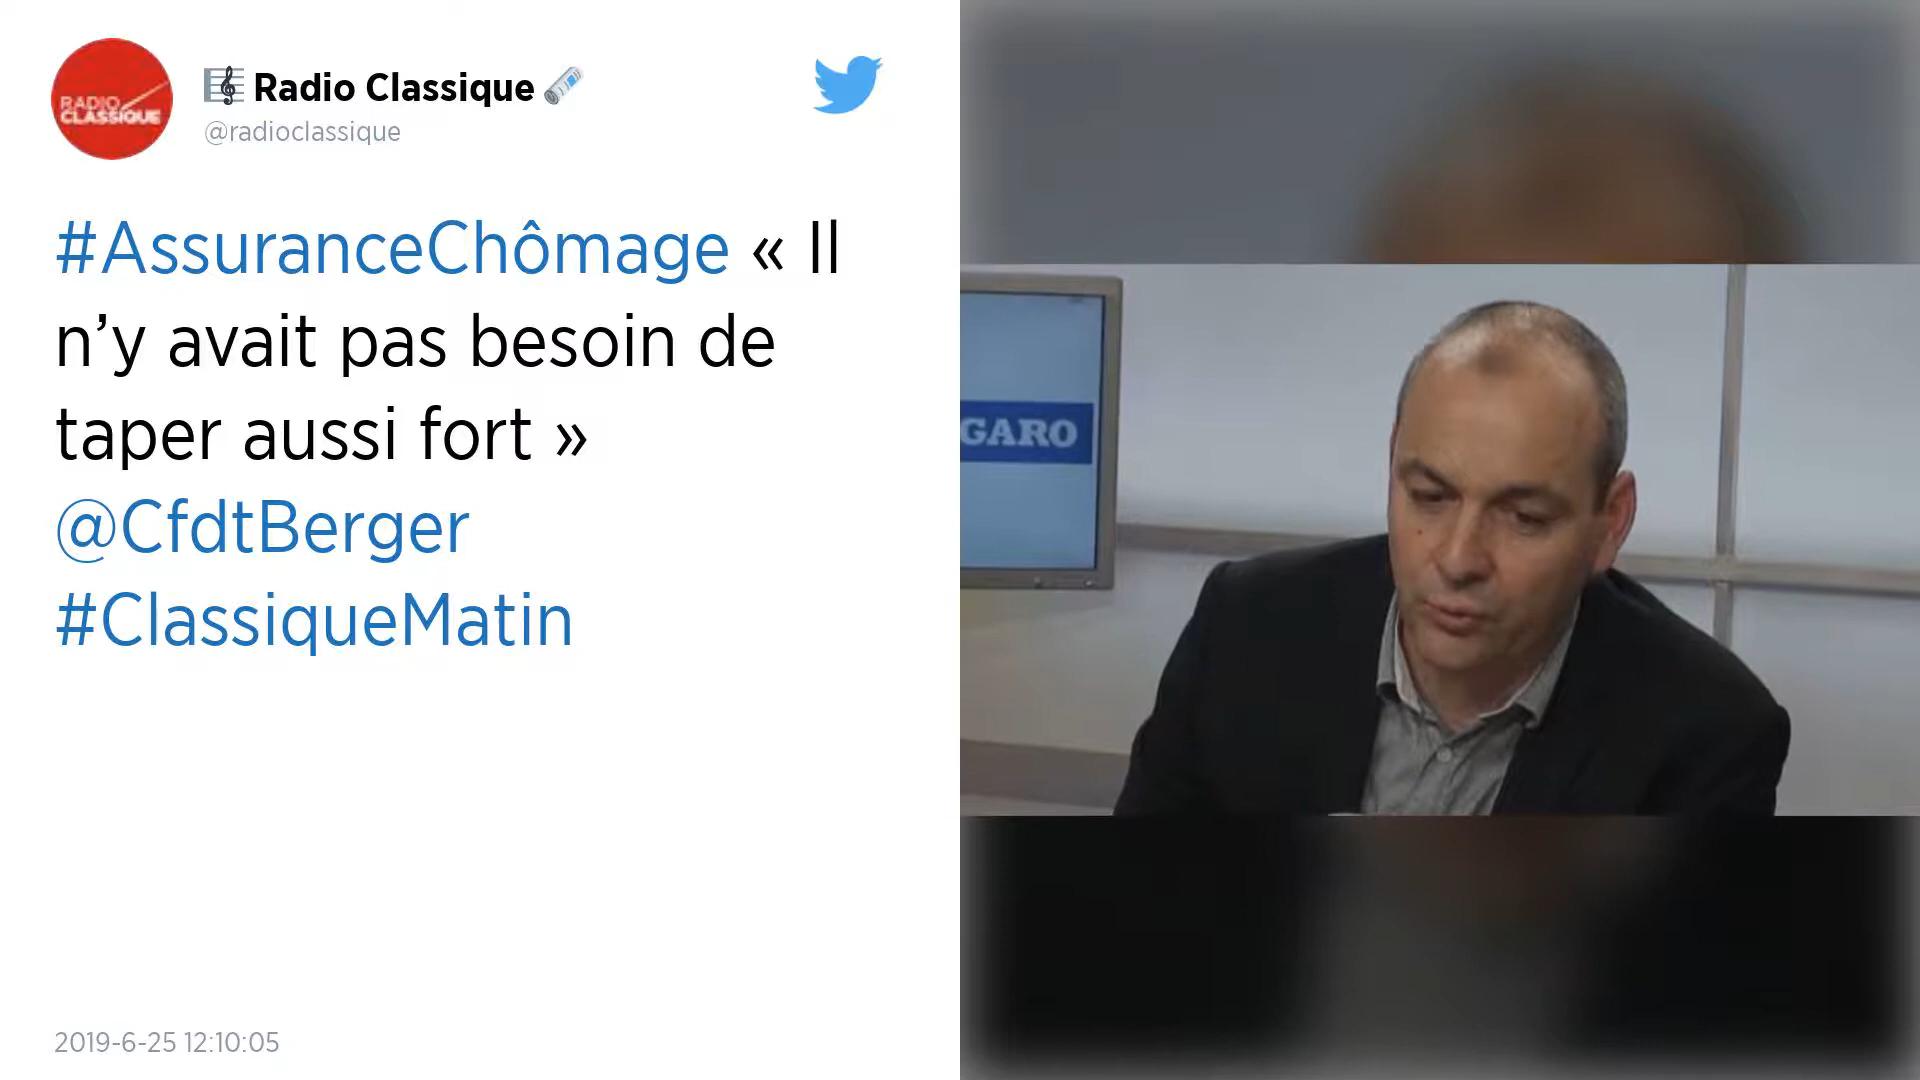 RADIO
CLASSIQUE
Radio Classique
@radioclassique
#AssuranceChômage « Il
n’y avait pas besoin de
taper aussi fort »
@CfdtBerger
#ClassiqueMatin
2019-6-25 12:10:05
GARO